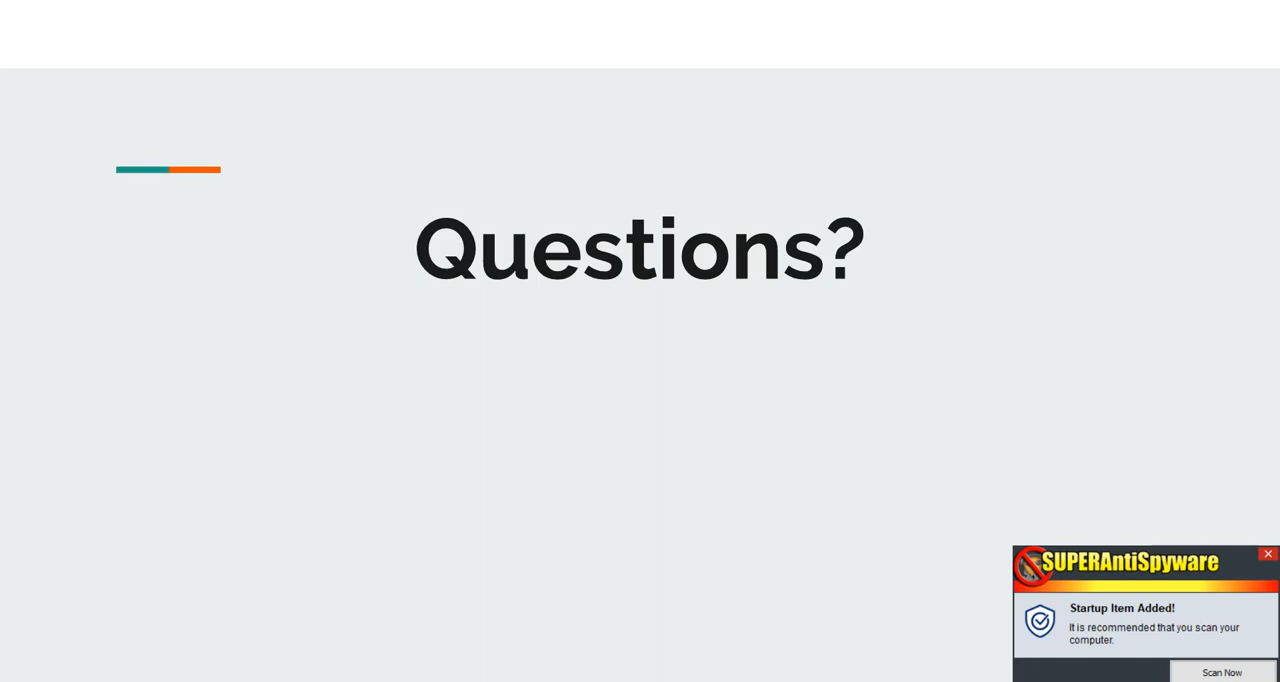 Questions?
SUPERAntiSpyware
Startup Item Added!
It is recommended that you scan your
computer.
Scan Now